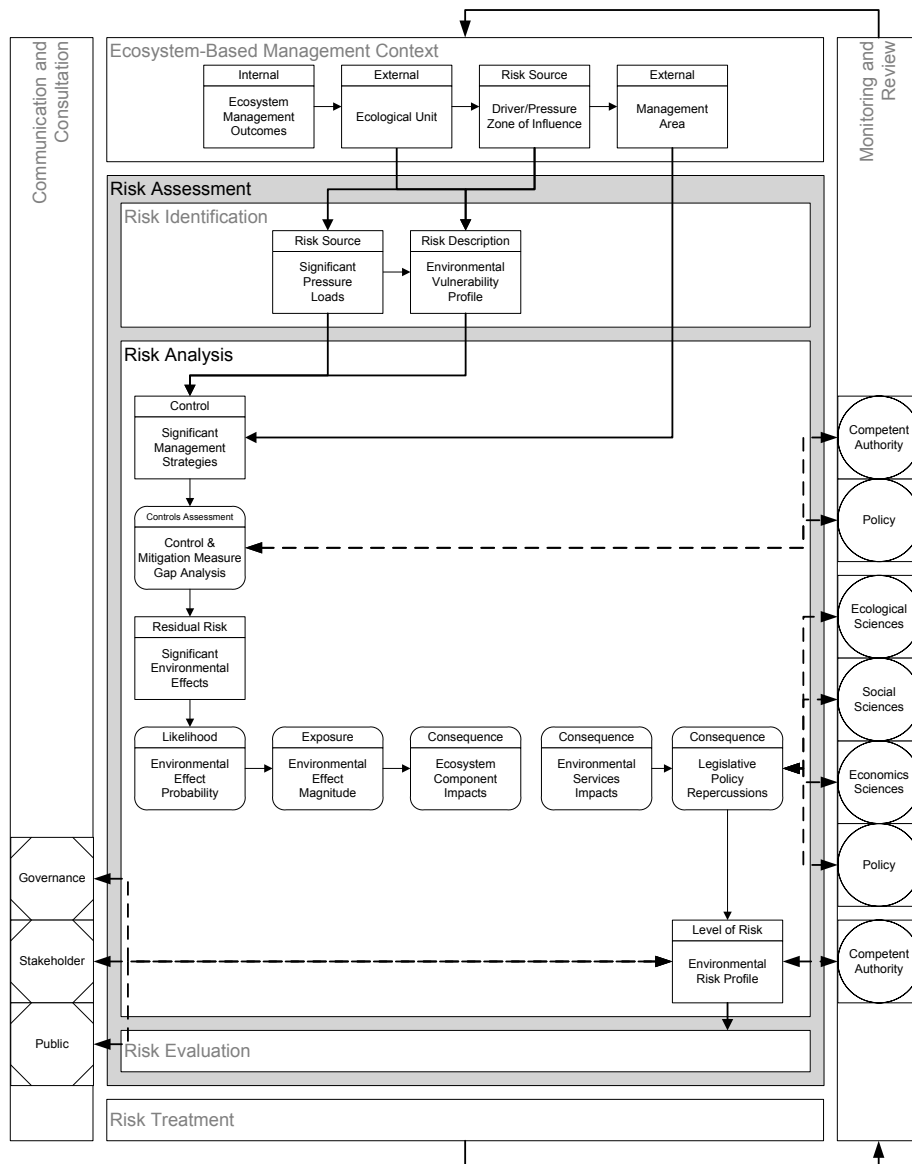 Communication and
Consultation
Ecosystem-Based Management Context
Internal
Ecosystem
Management
Outcomes
External
Ecological Unit
Risk Source
Driver/Pressure
Zone of Influence
External
Management
Area
Monitoring and
Review
Risk Assessment
Risk Identification
Risk Source
Significant
Pressure
Loads
Risk Description
Environmental
Vulnerability
Profile
Risk Analysis
Control
Significant
Management
Strategies
Controls Assessment
Control &
Mitigation Measure
Gap Analysis
Residual Risk
Significant
Environmental
Effects
Likelihood
Environmental
Effect
Probability
Exposure
Environmental
Effect
Magnitude
Consequence
Ecosystem
Component
Impacts
Consequence
Environmental
Services
Impacts
Consequence
Legislative
Policy
Repercussions
Level of Risk
Environmental
Risk Profile
Competent
Authority
Policy
Ecological
Sciences
Social
Sciences
Economics
Sciences
Policy
Competent
Authority
Governance
Stakeholder
Public
Risk Evaluation
Risk Treatment